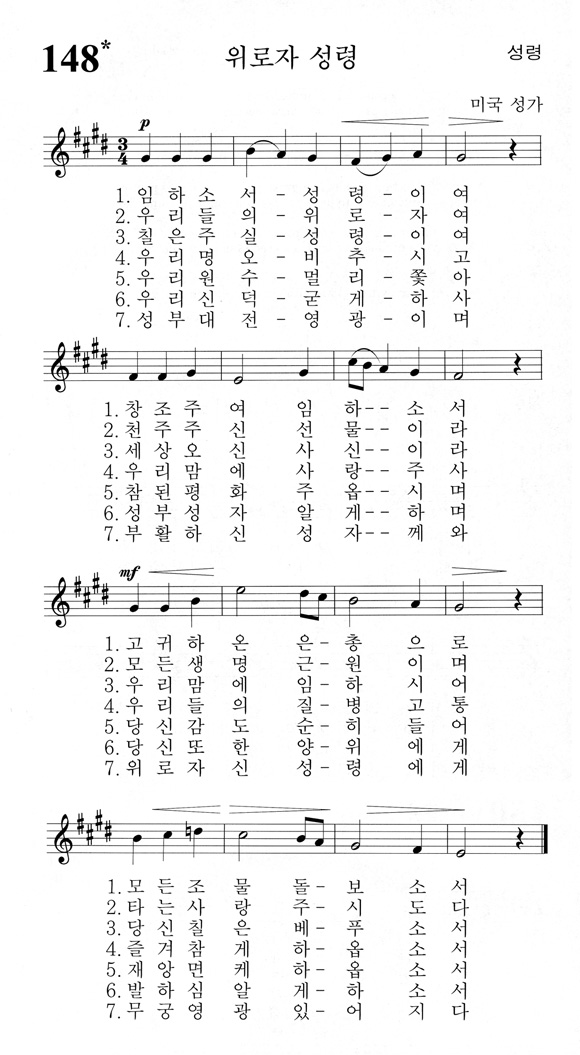 148*
위로자 성령
성령
미국 성가
p
3
4
1. 임 하 소 서 - 성 령 - 이 여
2. 우 리 들 의 - 위 로 - 자 여
3. 칠 은 주 실 - 성 령 - 이 여
4. 우 리 명 오 - 비 추 - 시 고
5. 우 리 원 수 - 멀 리 - 쫓 아
6. 우 리 신 덕 - 굳 게 - 하 사
7. 성 부 대 전 - 영 광 - 이 며
1. 창 조 주 여 임 하 - - 소 서
2. 천 주 주 신 선 물 - - 이 라
3. 세 상 오 신 사 신 - - 이 라
4. 우 리 맘 에 사 랑 - - 주 사
5. 참 된 평 화 주 옵 - - 시 며
6. 성 부 성 자 알 게 - - 하 며
7. 부 활 하 신 성 자 - - 께 와
mf
1. 고 귀 하 온 은 - 총 으 로
2. 모 든 생 명 근 - 원 이 며
3. 우 리 맘 에 임 - 하 시 어
4. 우 리 들 의 질 - 병 고 통
5. 당 신 감 도 순 - 히 들 어
6. 당 신 또 한 양 - 위 에 게
7. 위 로 자 신 성 - 령 에 게
1. 모 든 조 물 돌 - 보 소 서
2. 타 는 사 랑 주 - 시 도 다
3. 당 신 칠 은 베 - 푸 소 서
4. 즐 겨 참 게 하 - 옵 소 서
5. 재 앙 면 케 하 - 옵 소 서
6. 발 하 심 알 게 - 하 소 서
7. 무 궁 영 광 있 - 어 지 다